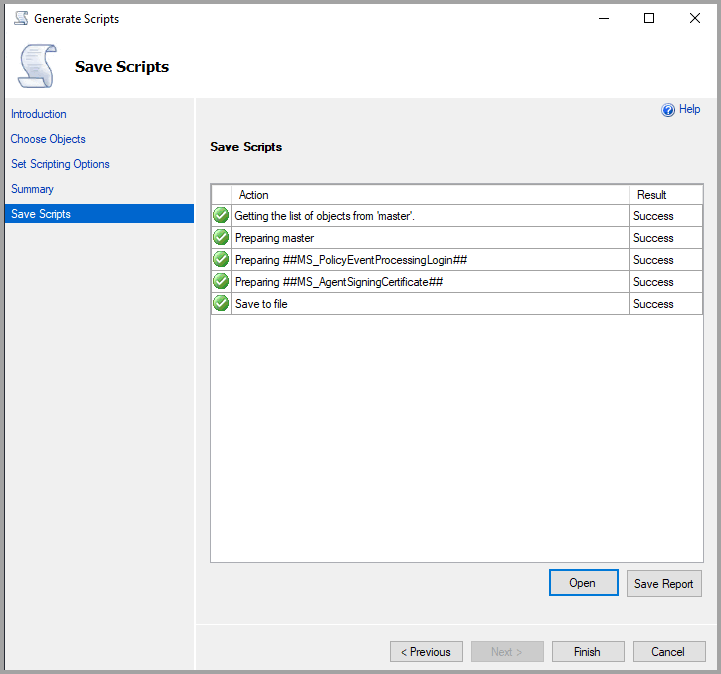 Generate Scripts
Save Scripts
Introduction
Choose Objects
Set Scripting Options
Summary
Save Scripts
Help
Save Scripts
Action Result
Getting the list of objects from 'master'. Success
Preparing master Success
Preparing ##MS_PolicyEventProcessingLogin## Success
Preparing ##MS_AgentSigningCertificate## Success
Save to file Success
Open Save Report
< Previous Next > Finish Cancel